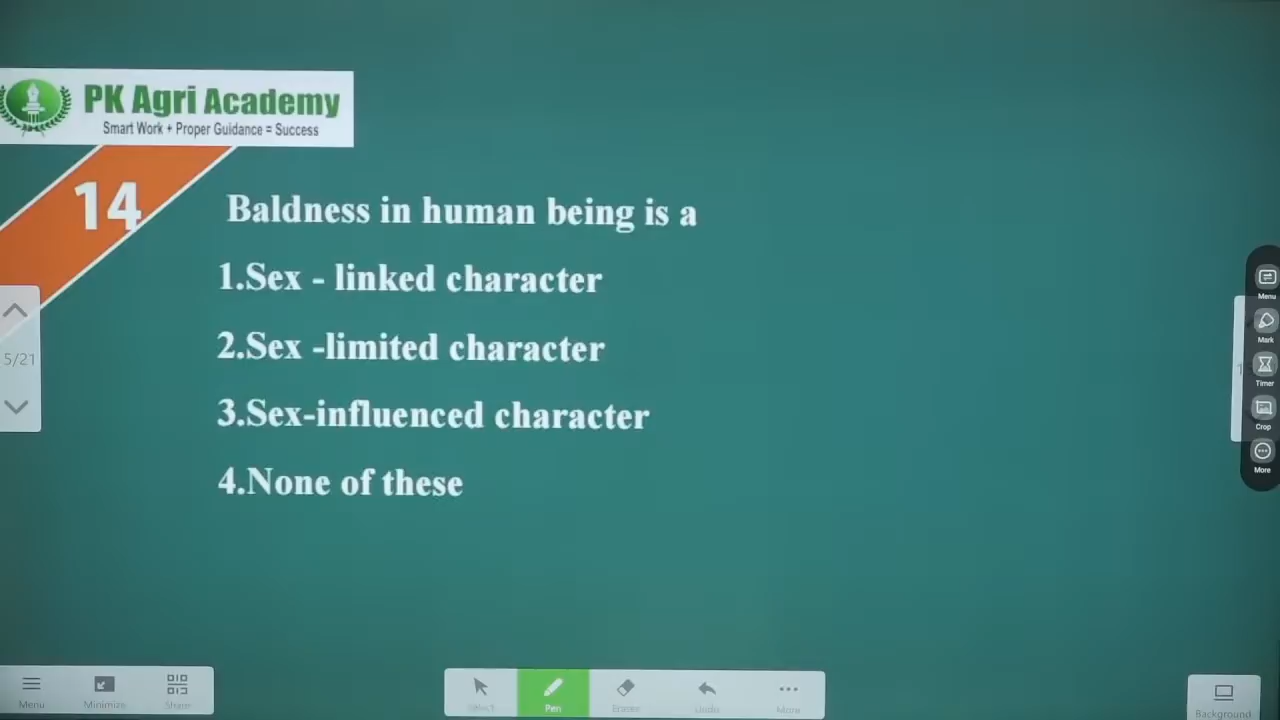 PK Agri Academy
Smart Work + Proper Guidance = Success
14
Baldness in human being is a
1.Sex - linked character
2.Sex -limited character
3.Sex-influenced character
4.None of these
5/21
Menu
Mark
Timer
Crop
More
Menu
Minimize
Share
Select
Pen
Eraser
Undo
More
Background